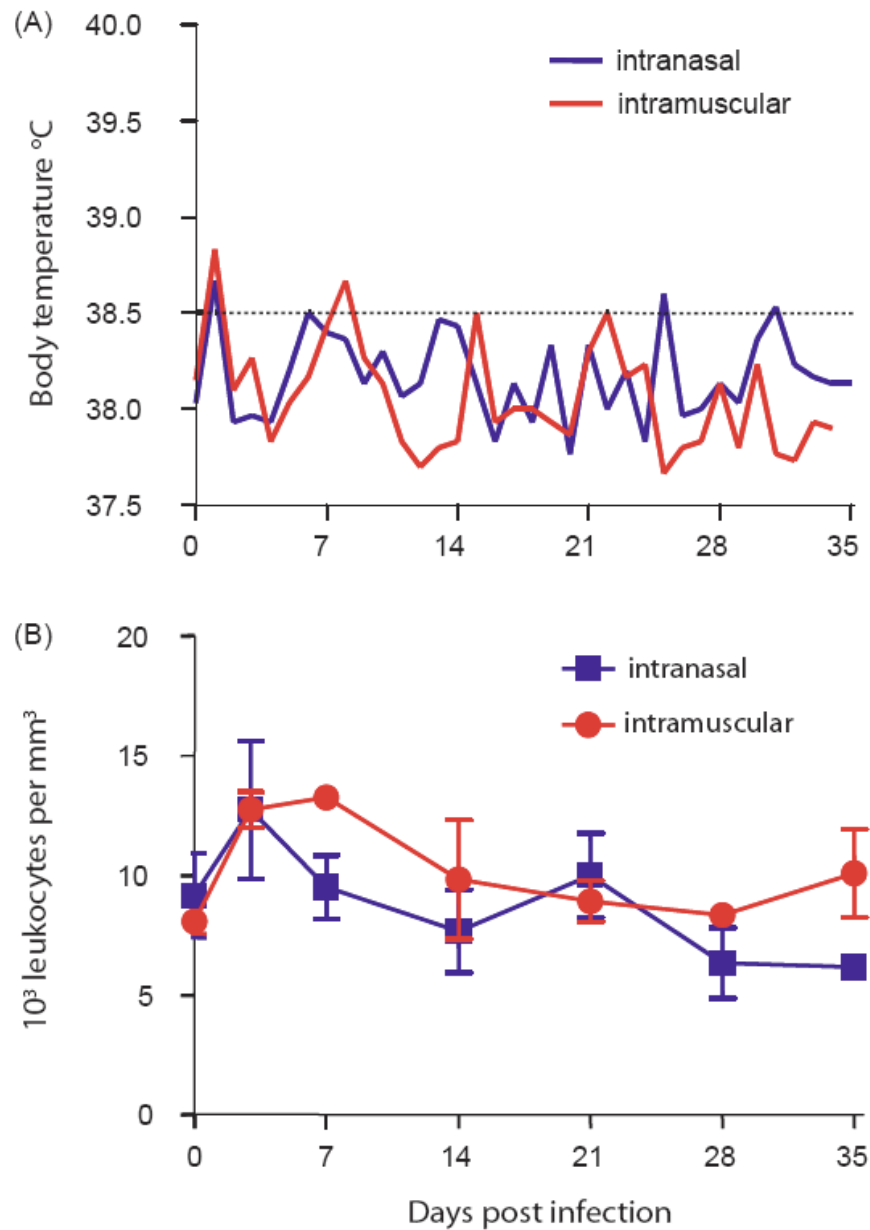 (A)
Body temperature °C
40.0
39.5
39.0
38.5
38.0
37.5
intranasal
intramuscular
0 7 14 21 28 35
(B)
10³ leukocytes per mm³
20
15
10
5
0
intranasal
intramuscular
0 7 14 21 28 35
Days post infection